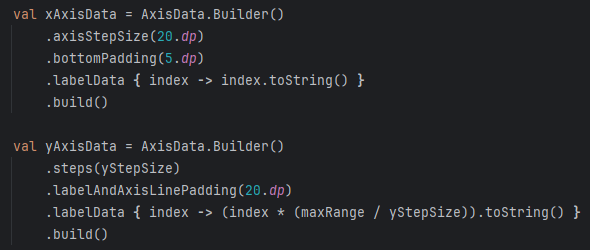 val xAxisData = AxisData.Builder()
    .axisStepSize(20.dp)
    .bottomPadding(5.dp)
    .labelData { index -> index.toString() }
    .build()

val yAxisData = AxisData.Builder()
    .steps(yStepSize)
    .labelAndAxisLinePadding(20.dp)
    .labelData { index -> (index * (maxRange / yStepSize)).toString() }
    .build()